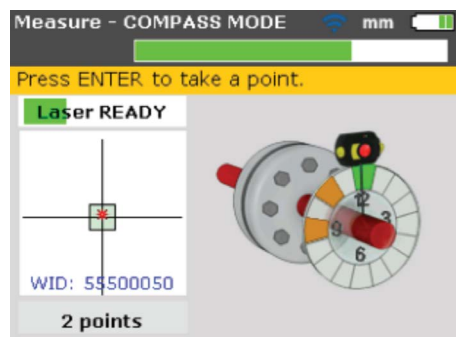 Measure - COMPASS MODE mm
Press ENTER to take a point.
Laser READY
12
3
9
6
WID: 55500050
2 points